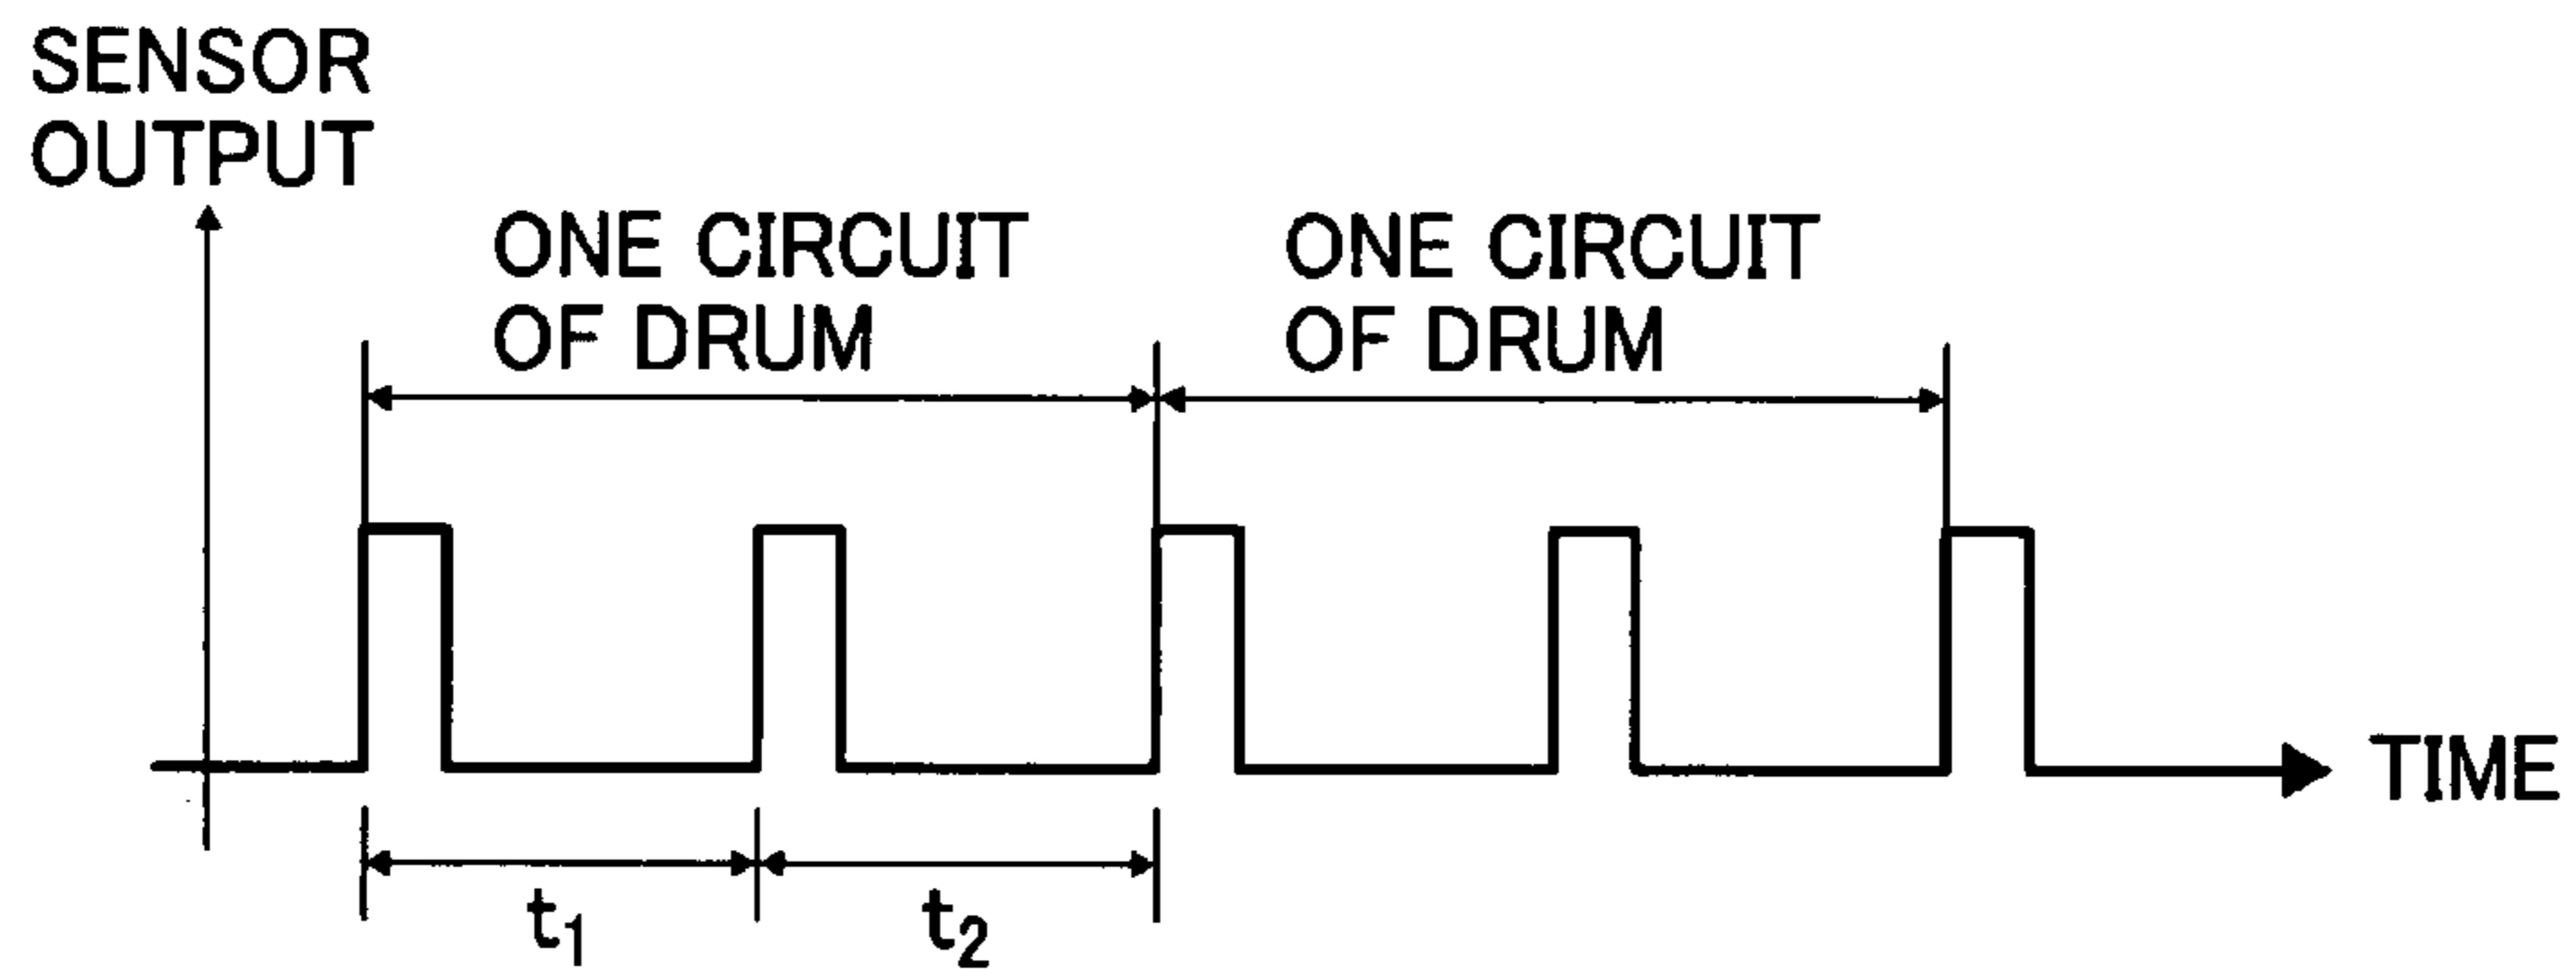 SENSOR
OUTPUT
ONE CIRCUIT
OF DRUM
ONE CIRCUIT
OF DRUM
TIME
t1
t2